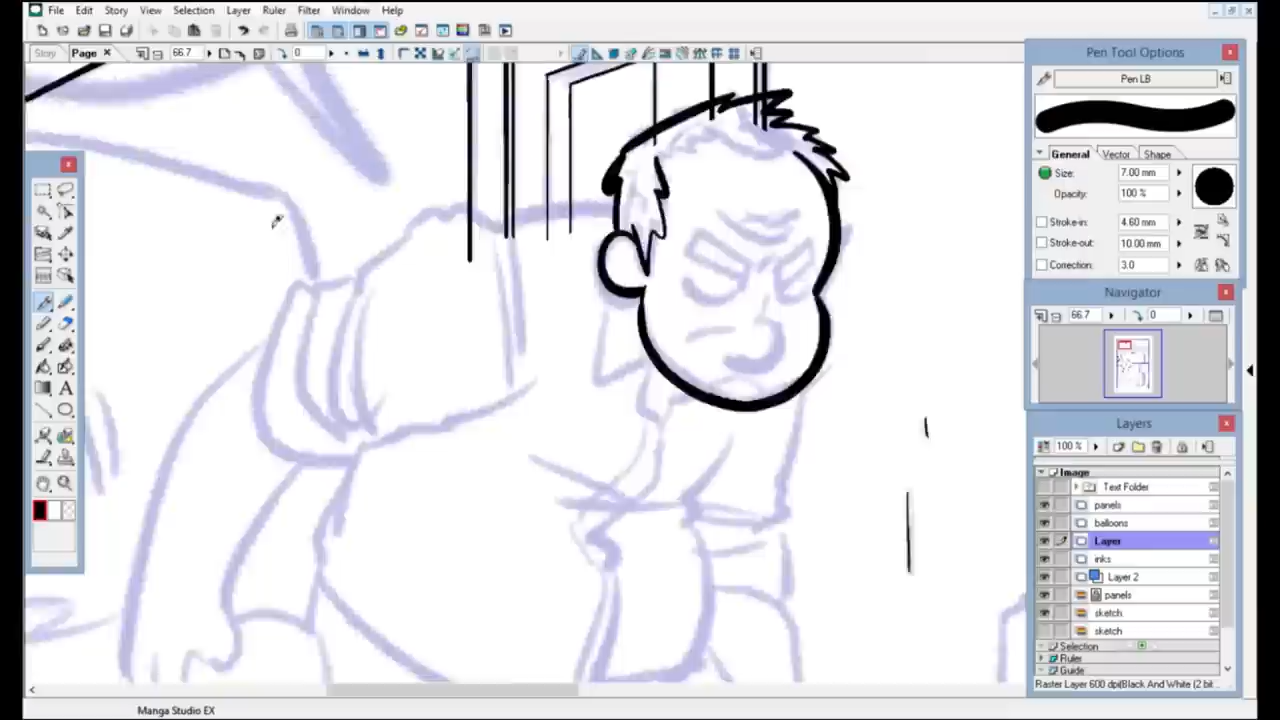 File Edit Story Selection Layer Ruler Filter Window Help
Story Page 66.7 0
Pen Tool Options
Pen LB
General Vector Shape
Size: 7.00 mm
Opacity: 100 %
Stroke-in: 4.60 mm
Stroke-out: 10.00 mm
Correction: 3.0
Navigator
66.7 0
Layers
100 %
Image
Text Folder
panels
balloons
Layer
inks
Layer 2
panels
sketch
sketch
Selection
Ruler
Guide
Raster Layer 600 dpi(Black And White (2 bit...
Manga Studio EX